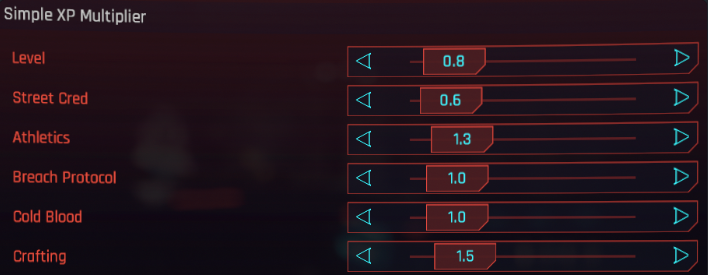 Simple XP Multiplier
Level 0.8
Street Cred 0.6
Athletics 1.3
Breach Protocol 1.0
Cold Blood 1.0
Crafting 1.5